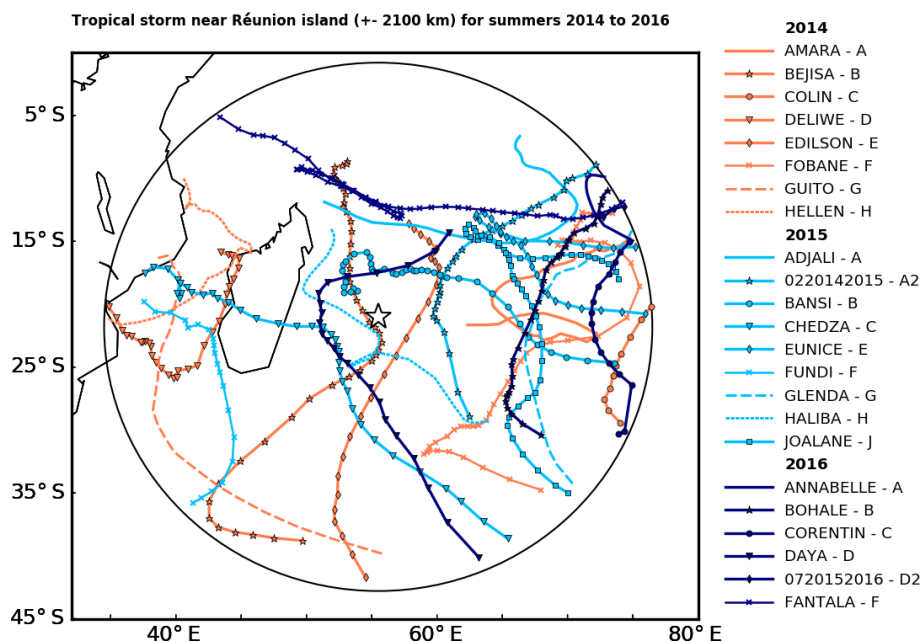 Tropical storm near Réunion island (+- 2100 km) for summers 2014 to 2016
2014
AMARA - A
BEJISA - B
COLIN - C
DELIWE - D
EDILSON - E
FOBANE - F
GUITO - G
HELLEN - H
2015
ADJALI - A
0220142015 - A2
BANSI - B
CHEDZA - C
EUNICE - E
FUNDI - F
GLENDA - G
HALIBA - H
JOALANE - J
2016
ANNABELLE - A
BOHALE - B
CORENTIN - C
DAYA - D
0720152016 - D2
FANTALA - F
5° S
15° S
25° S
35° S
45° S
40° E
60° E
80° E